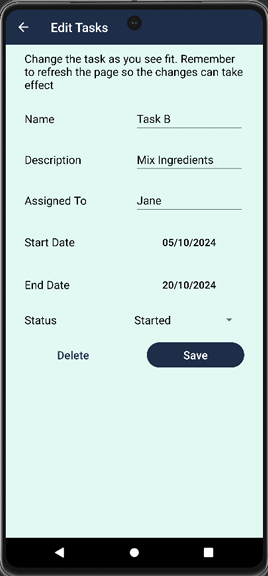 Edit Tasks
Change the task as you see fit. Remember
to refresh the page so the changes can take
effect
Name Task B
Description Mix Ingredients
Assigned To Jane
Start Date 05/10/2024
End Date 20/10/2024
Status Started
Delete Save